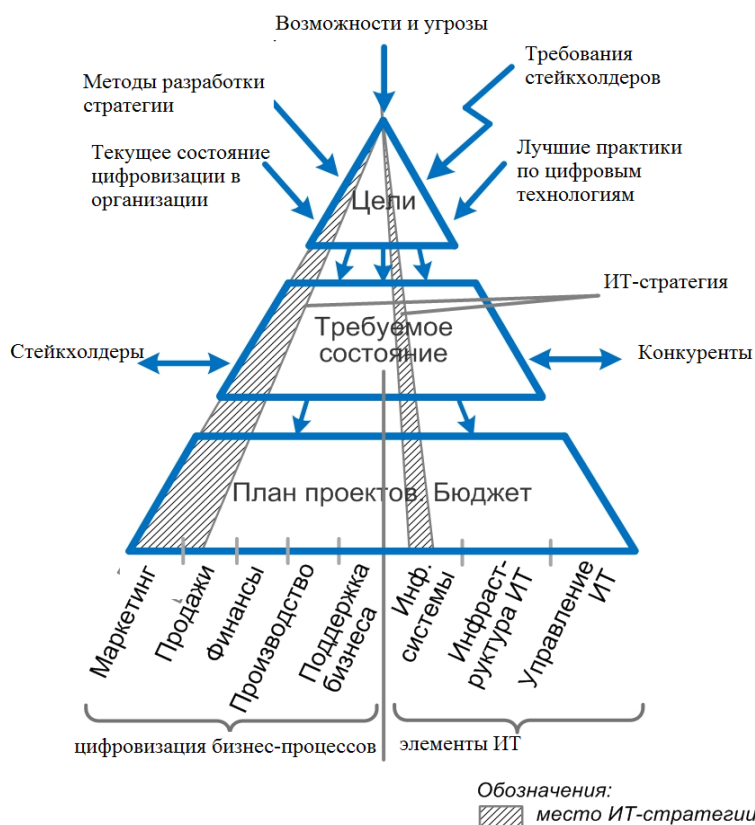 Возможности и угрозы
Требования
стейкхолдеров
Методы разработки
стратегии
Текущее состояние
цифровизации в
организации
Лучшие практики
по цифровым
технологиям
Цели
ИТ-стратегия
Требуемое
состояние
Стейкхолдеры
Конкуренты
План проектов. Бюджет
Маркетинг
Продажи
Финансы
Производство
Поддержка
бизнеса
Инф.
системы
Инфраст-
руктура ИТ
Управление
ИТ
цифровизация бизнес-процессов
элементы ИТ
Обозначения:
место ИТ-стратегии